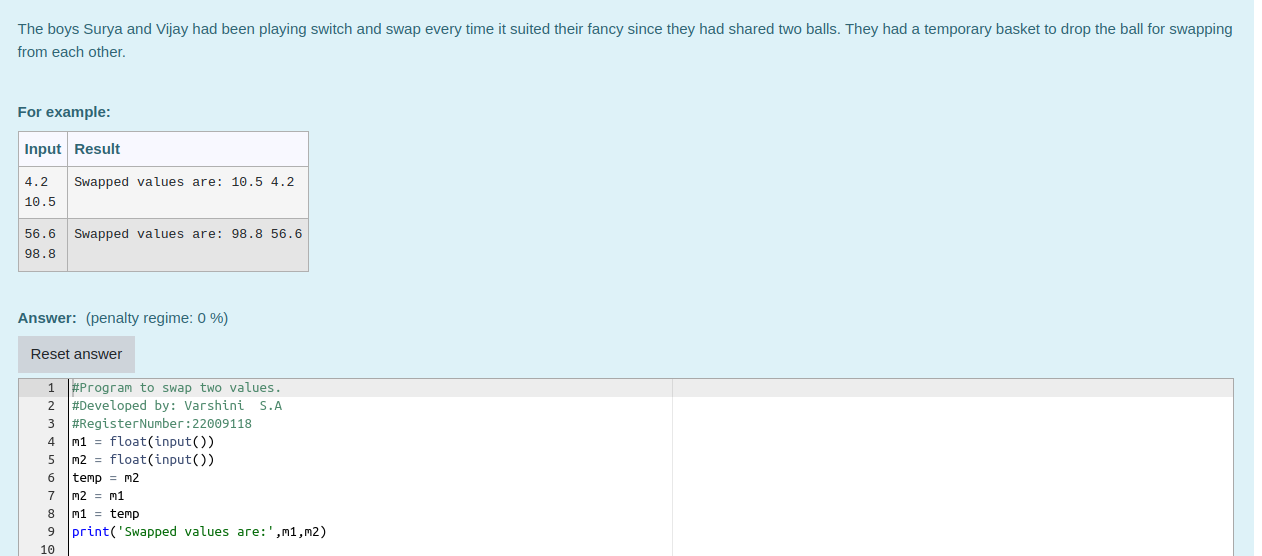 The boys Surya and Vijay had been playing switch and swap every time it suited their fancy since they had shared two balls. They had a temporary basket to drop the ball for swapping
from each other.
For example:
Input Result
4.2 Swapped values are: 10.5 4.2
10.5
56.6 Swapped values are: 98.8 56.6
98.8
Answer: (penalty regime: 0 %)
Reset answer
1 #Program to swap two values.
2 #Developed by: Varshini  S.A
3 #RegisterNumber:22009118
4 m1 = float(input())
5 m2 = float(input())
6 temp = m2
7 m2 = m1
8 m1 = temp
9 print('Swapped values are:',m1,m2)
10